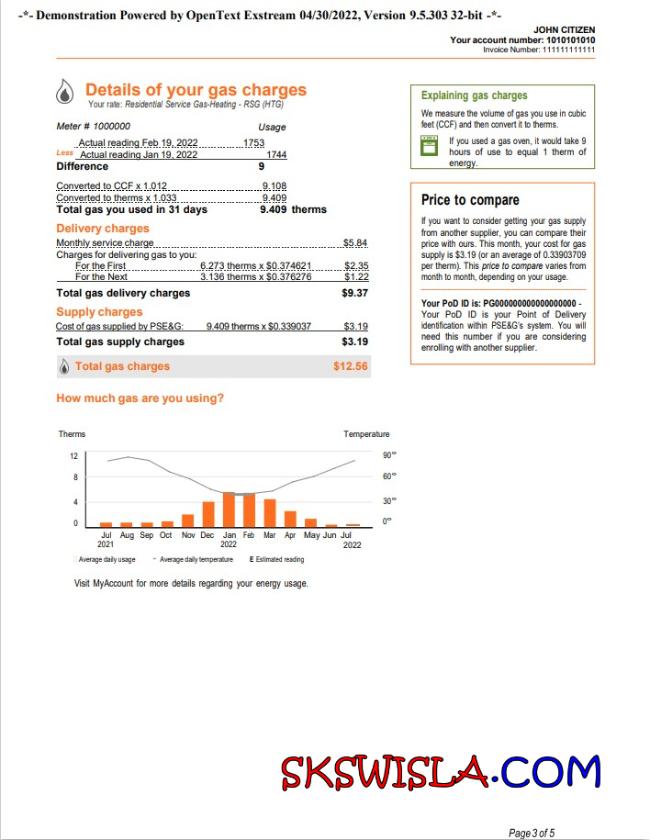 -*- Demonstration Powered by OpenText Exstream 04/30/2022, Version 9.5.303 32-bit -*-
JOHN CITIZEN
Your account number: 1010101010
Invoice Number: 111111111111
Details of your gas charges
Your rate: Residential Service Gas-Heating - RSG (HTG)
Meter # 1000000 Usage
Actual reading Feb 19, 2022 1753
Less Actual reading Jan 19, 2022 1744
Difference 9
Converted to CCF x 1.012 9.108
Converted to therms x 1.033 9.409
Total gas you used in 31 days 9.409 therms
Delivery charges
Monthly service charge $5.84
Charges for delivering gas to you:
For the First 6.273 therms x $0.374621 $2.35
For the Next 3.136 therms x $0.376276 $1.22
Total gas delivery charges $9.37
Supply charges
Cost of gas supplied by PSE&G: 9.409 therms x $0.339037 $3.19
Total gas supply charges $3.19
Total gas charges $12.56
Explaining gas charges
We measure the volume of gas you use in cubic
feet (CCF) and then convert it to therms.
If you used a gas oven, it would take 9
hours of use to equal 1 therm of
energy.
Price to compare
If you want to consider getting your gas supply
from another supplier, you can compare their
price with ours. This month, your cost for gas
supply is $3.19 (or an average of 0.33903709
per therm). This price to compare varies from
month to month, depending on your usage.
Your PoD ID is: PG000000000000000000 -
Your PoD ID is your Point of Delivery
identification within PSE&G's system. You will
need this number if you are considering
enrolling with another supplier.
How much gas are you using?
Therms Temperature
12 90°
8 60°
4 30°
0 0°
Jul Aug Sep Oct Nov Dec Jan Feb Mar Apr May Jun Jul
2021 2022 2022
Average daily usage - Average daily temperature E Estimated reading
Visit MyAccount for more details regarding your energy usage.
SKSWISLA.COM
Page 3 of 5